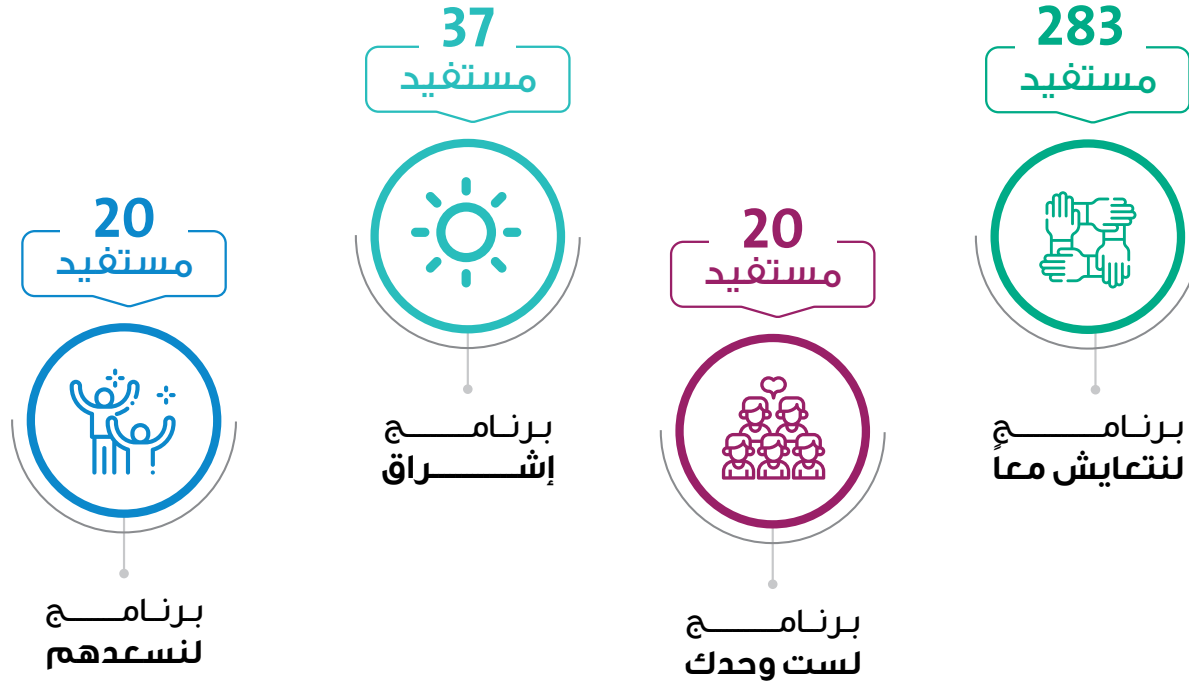 283
مستفيد
برنامج
لنتعايش معاً
20
مستفيد
برنامج
لست وحدك
37
مستفيد
برنامج
إشراق
20
مستفيد
برنامج
لنسعدهم